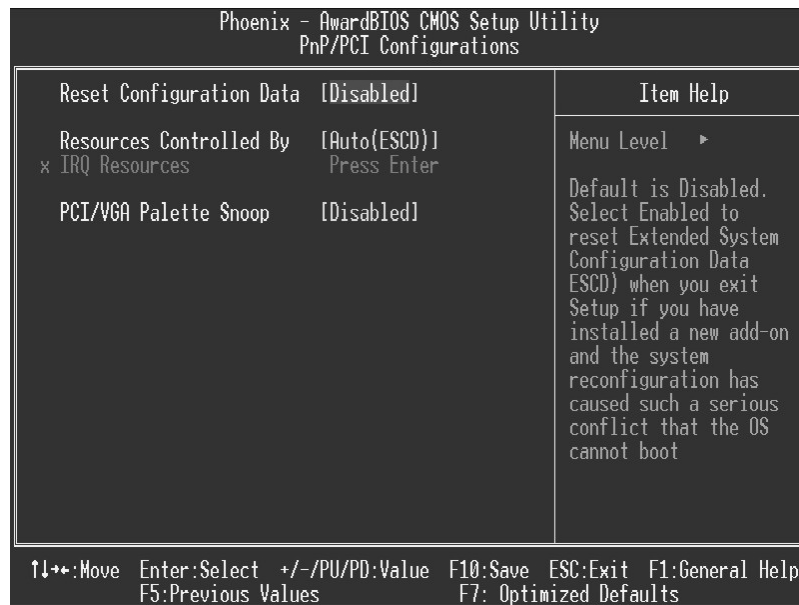 Phoenix - AwardBIOS CMOS Setup Utility
PnP/PCI Configurations
Reset Configuration Data [Disabled]
Resources Controlled By [Auto(ESCD)]
x IRQ Resources Press Enter
PCI/VGA Palette Snoop [Disabled]
Item Help
Menu Level ►
Default is Disabled.
Select Enabled to
reset Extended System
Configuration Data
ESCD) when you exit
Setup if you have
installed a new add-on
and the system
reconfiguration has
caused such a serious
conflict that the OS
cannot boot
↑↓→←:Move Enter:Select +/-/PU/PD:Value F10:Save ESC:Exit F1:General Help
F5:Previous Values F7: Optimized Defaults